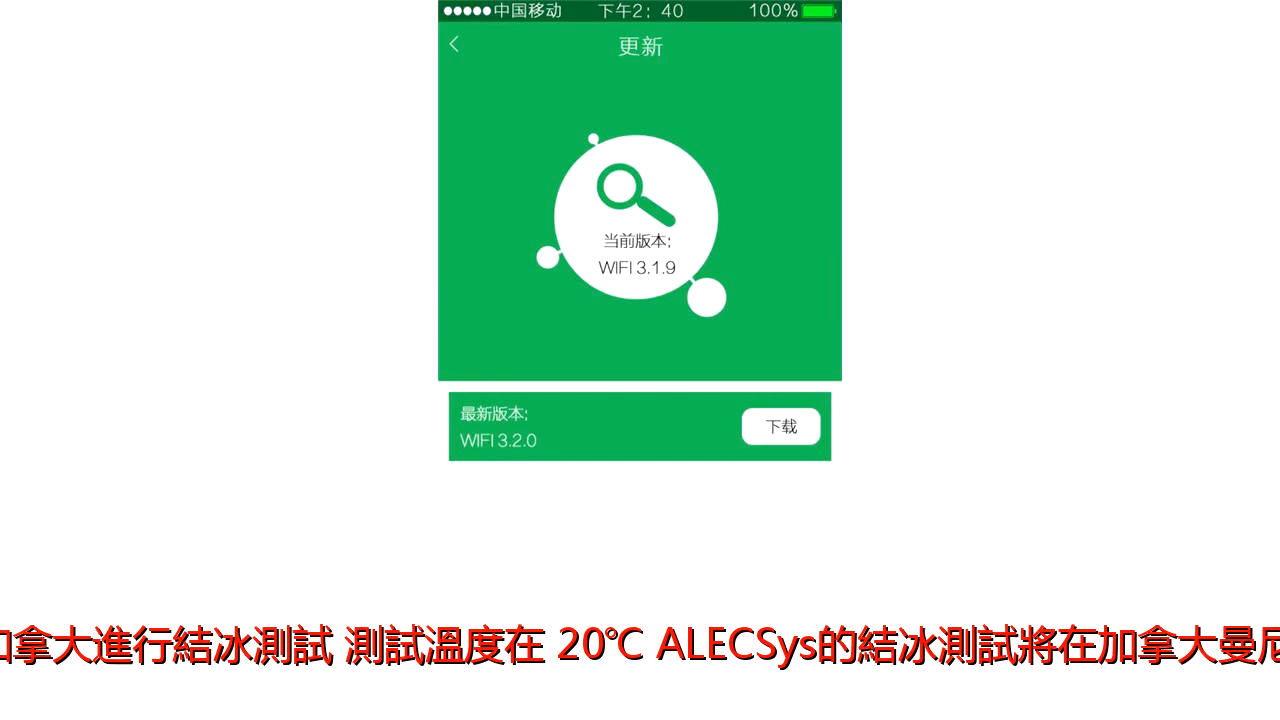 ●●●●●中国移动 下午2：40 100%
更新
当前版本:
WIFI 3.1.9
最新版本:
WIFI 3.2.0
下载
加拿大進行結冰測試 測試溫度在 20℃ ALECSys的結冰測試將在加拿大曼尼